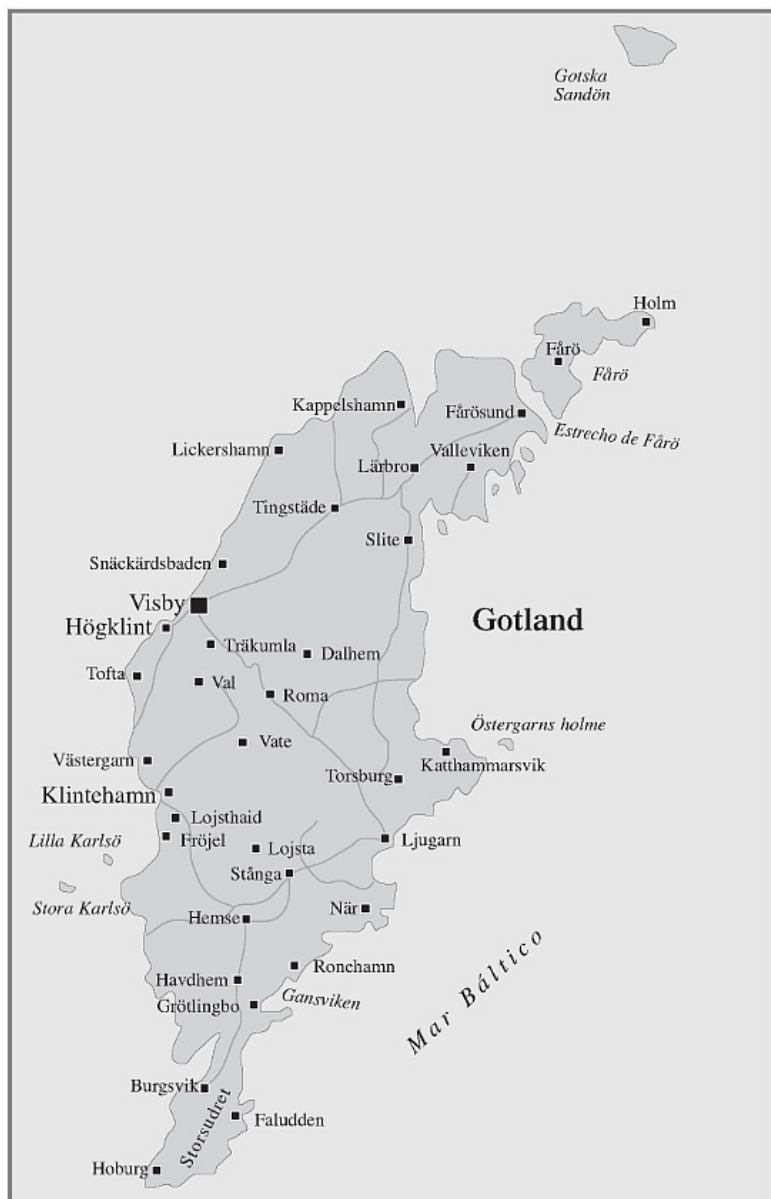 Gotska
Sandön
Holm
Fårö
Fårö
Kappelshamn
Fårösund
Estrecho de Fårö
Lickershamn
Valleviken
Lärbro
Tingstäde
Slite
Snäckärdsbaden
Visby
Gotland
Högklint
Träkumla
Dalhem
Tofta
Val
Roma
Östergarns holme
Vate
Västergarn
Katthammarsvik
Torsburg
Klintehamn
Lojsthaid
Lilla Karlsö
Fröjel
Ljugarn
Lojsta
Stånga
Stora Karlsö
När
Hemse
Mar Báltico
Ronehamn
Havdhem
Gansviken
Grötlingbo
Burgsvik
Storsudret
Faludden
Hoburg